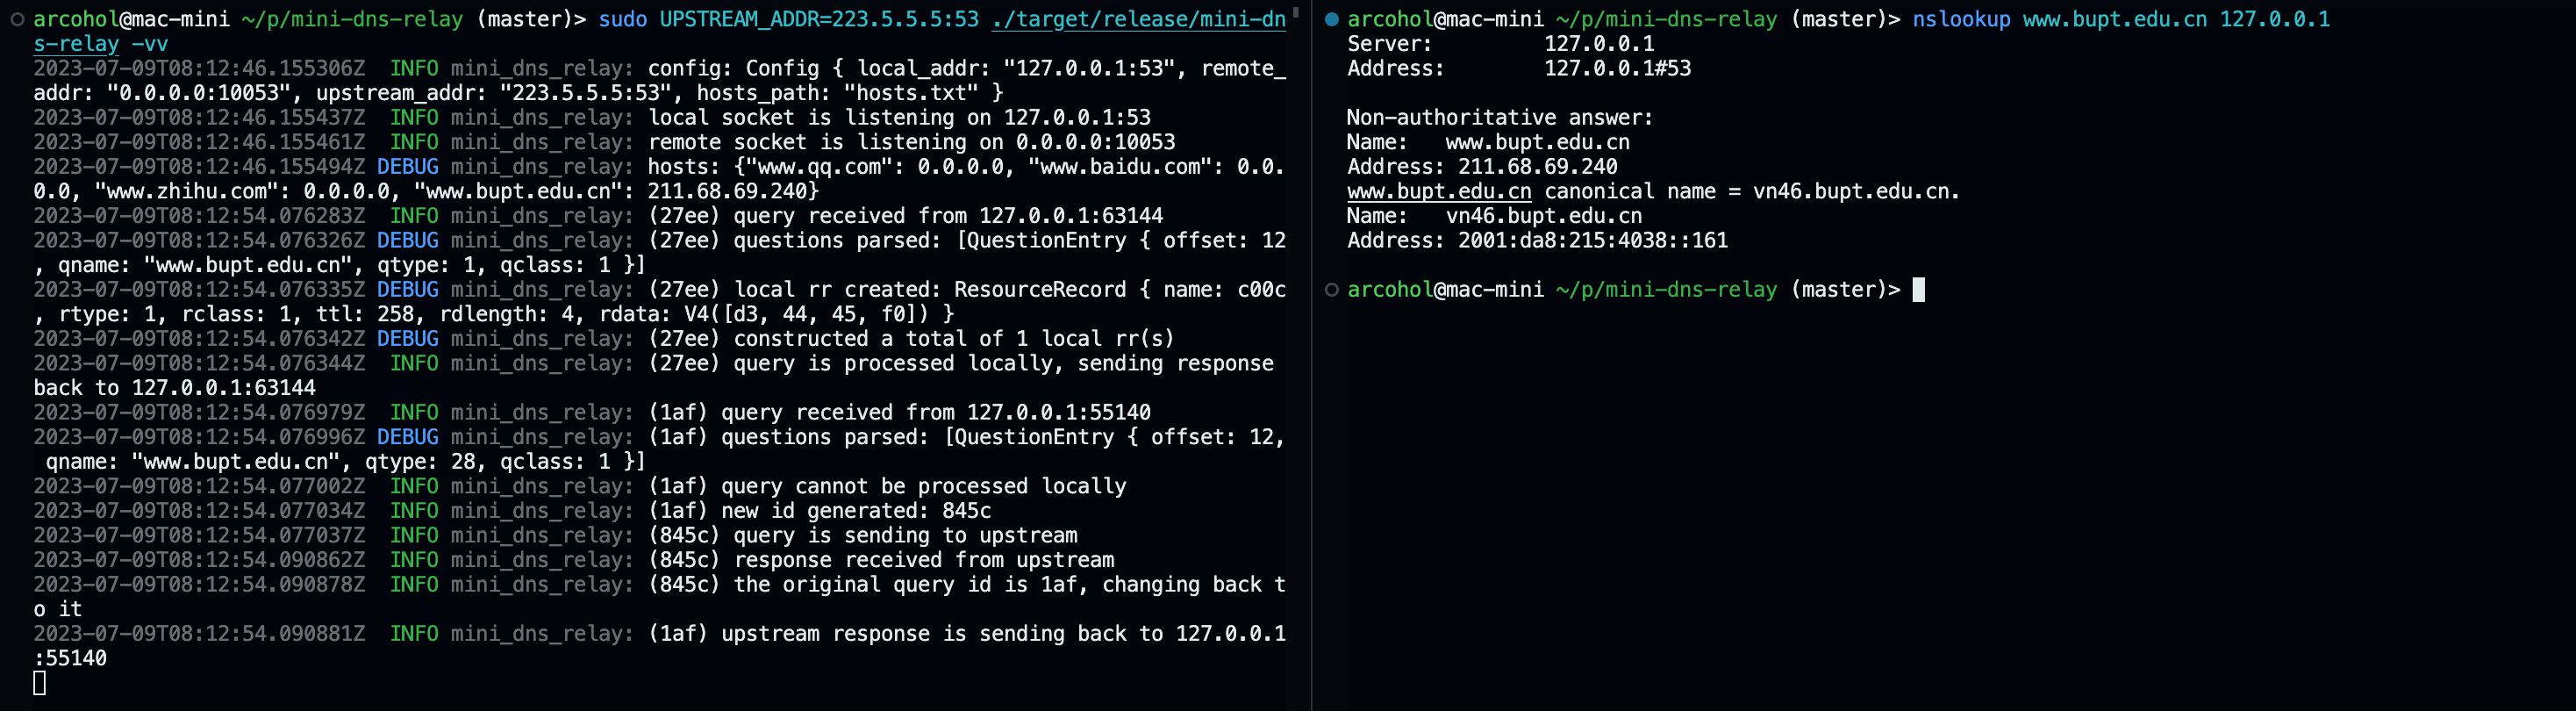 arcohol@mac-mini ~/p/mini-dns-relay (master)> sudo UPSTREAM_ADDR=223.5.5.5:53 ./target/release/mini-dn
s-relay -vv
2023-07-09T08:12:46.155306Z  INFO mini_dns_relay: config: Config { local_addr: "127.0.0.1:53", remote_
addr: "0.0.0.0:10053", upstream_addr: "223.5.5.5:53", hosts_path: "hosts.txt" }
2023-07-09T08:12:46.155437Z  INFO mini_dns_relay: local socket is listening on 127.0.0.1:53
2023-07-09T08:12:46.155461Z  INFO mini_dns_relay: remote socket is listening on 0.0.0.0:10053
2023-07-09T08:12:46.155494Z DEBUG mini_dns_relay: hosts: {"www.qq.com": 0.0.0.0, "www.baidu.com": 0.0.
0.0, "www.zhihu.com": 0.0.0.0, "www.bupt.edu.cn": 211.68.69.240}
2023-07-09T08:12:54.076283Z  INFO mini_dns_relay: (27ee) query received from 127.0.0.1:63144
2023-07-09T08:12:54.076326Z DEBUG mini_dns_relay: (27ee) questions parsed: [QuestionEntry { offset: 12
, qname: "www.bupt.edu.cn", qtype: 1, qclass: 1 }]
2023-07-09T08:12:54.076335Z DEBUG mini_dns_relay: (27ee) local rr created: ResourceRecord { name: c00c
, rtype: 1, rclass: 1, ttl: 258, rdlength: 4, rdata: V4([d3, 44, 45, f0]) }
2023-07-09T08:12:54.076342Z DEBUG mini_dns_relay: (27ee) constructed a total of 1 local rr(s)
2023-07-09T08:12:54.076344Z  INFO mini_dns_relay: (27ee) query is processed locally, sending response
back to 127.0.0.1:63144
2023-07-09T08:12:54.076979Z  INFO mini_dns_relay: (1af) query received from 127.0.0.1:55140
2023-07-09T08:12:54.076996Z DEBUG mini_dns_relay: (1af) questions parsed: [QuestionEntry { offset: 12,
 qname: "www.bupt.edu.cn", qtype: 28, qclass: 1 }]
2023-07-09T08:12:54.077002Z  INFO mini_dns_relay: (1af) query cannot be processed locally
2023-07-09T08:12:54.077034Z  INFO mini_dns_relay: (1af) new id generated: 845c
2023-07-09T08:12:54.077037Z  INFO mini_dns_relay: (845c) query is sending to upstream
2023-07-09T08:12:54.090862Z  INFO mini_dns_relay: (845c) response received from upstream
2023-07-09T08:12:54.090878Z  INFO mini_dns_relay: (845c) the original query id is 1af, changing back t
o it
2023-07-09T08:12:54.090881Z  INFO mini_dns_relay: (1af) upstream response is sending back to 127.0.0.1
:55140
arcohol@mac-mini ~/p/mini-dns-relay (master)> nslookup www.bupt.edu.cn 127.0.0.1
Server:         127.0.0.1
Address:        127.0.0.1#53
Non-authoritative answer:
Name:   www.bupt.edu.cn
Address: 211.68.69.240
www.bupt.edu.cn canonical name = vn46.bupt.edu.cn.
Name:   vn46.bupt.edu.cn
Address: 2001:da8:215:4038::161
arcohol@mac-mini ~/p/mini-dns-relay (master)>